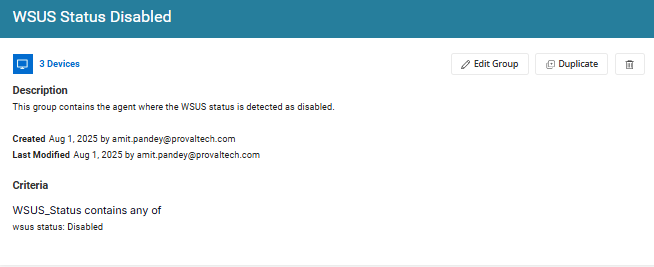 WSUS Status Disabled
3 Devices
Edit Group
Duplicate
Description
This group contains the agent where the WSUS status is detected as disabled.
Created Aug 1, 2025 by amit.pandey@provaltech.com
Last Modified Aug 1, 2025 by amit.pandey@provaltech.com
Criteria
WSUS_Status contains any of
wsus status: Disabled